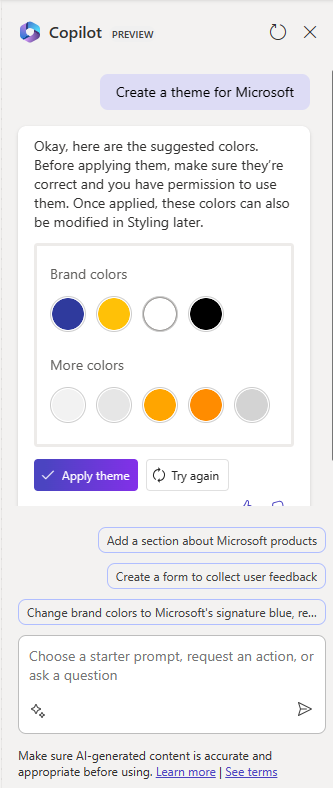 Copilot PREVIEW
Create a theme for Microsoft
Okay, here are the suggested colors.
Before applying them, make sure they're
correct and you have permission to use
them. Once applied, these colors can also
be modified in Styling later.
Brand colors
More colors
Apply theme
Try again
Add a section about Microsoft products
Create a form to collect user feedback
Change brand colors to Microsoft's signature blue, re...
Choose a starter prompt, request an action, or
ask a question
Make sure AI-generated content is accurate and
appropriate before using. Learn more | See terms